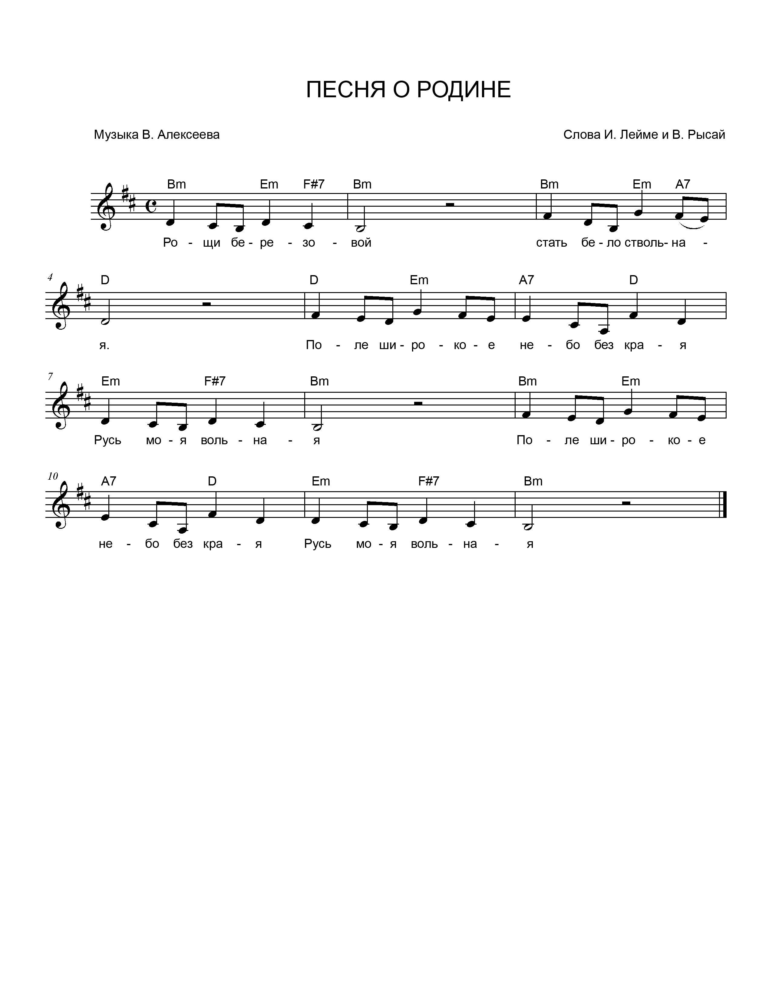 ПЕСНЯ О РОДИНЕ
Музыка В. Алексеева
Слова И. Лейме и В. Рысай
Bm Em F#7 Bm Bm Em A7
Ро - щи бе - ре - зо - вой стать бе - ло стволь- на -
4
D D Em A7 D
я. По - ле ши - ро - ко - е не - бо без кра - я
7
Em F#7 Bm Bm Em
Русь мо - я воль - на - я По - ле ши - ро - ко - е
10
A7 D Em F#7 Bm
не - бо без кра - я Русь мо - я воль - на - я